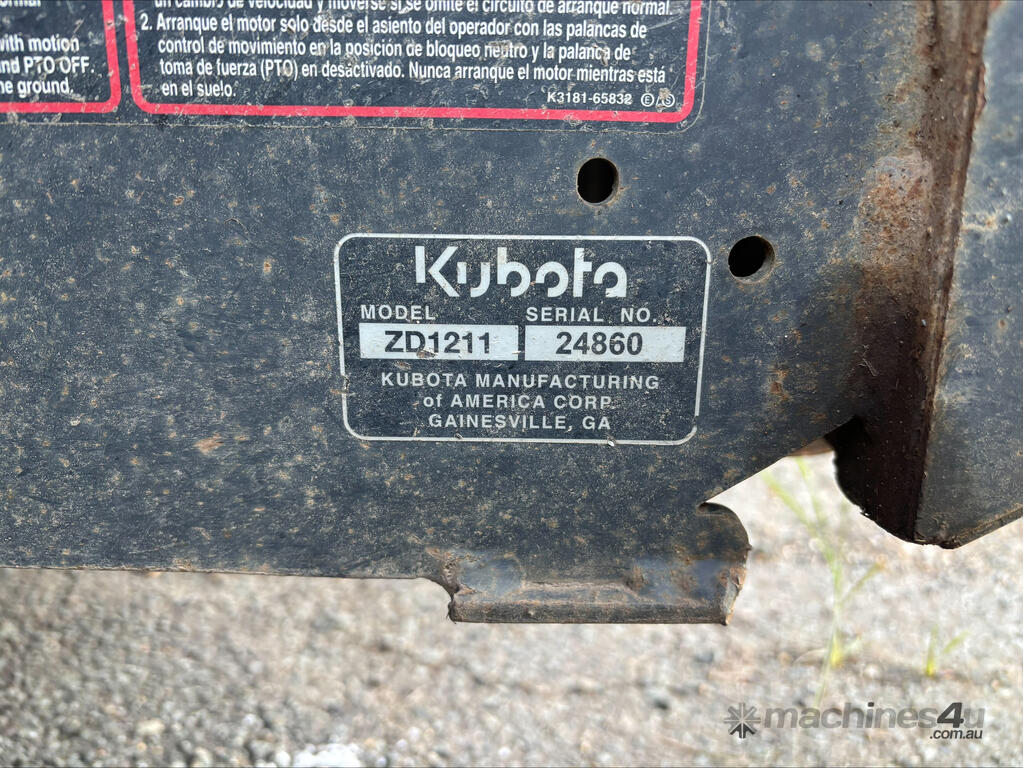 with motion
and PTO OFF.
the ground.
un cambio de velocidad y moverse si se omite el circuito de arranque normal.
2. Arranque el motor solo desde el asiento del operador con las palancas de
control de movimiento en la posición de bloqueo neutro y la palanca de
toma de fuerza (PTO) en desactivado. Nunca arranque el motor mientras está
en el suelo.
K3181-65832
Kubota
MODEL SERIAL NO.
ZD1211 24860
KUBOTA MANUFACTURING
of AMERICA CORP.
GAINESVILLE, GA
machines4u
.com.au